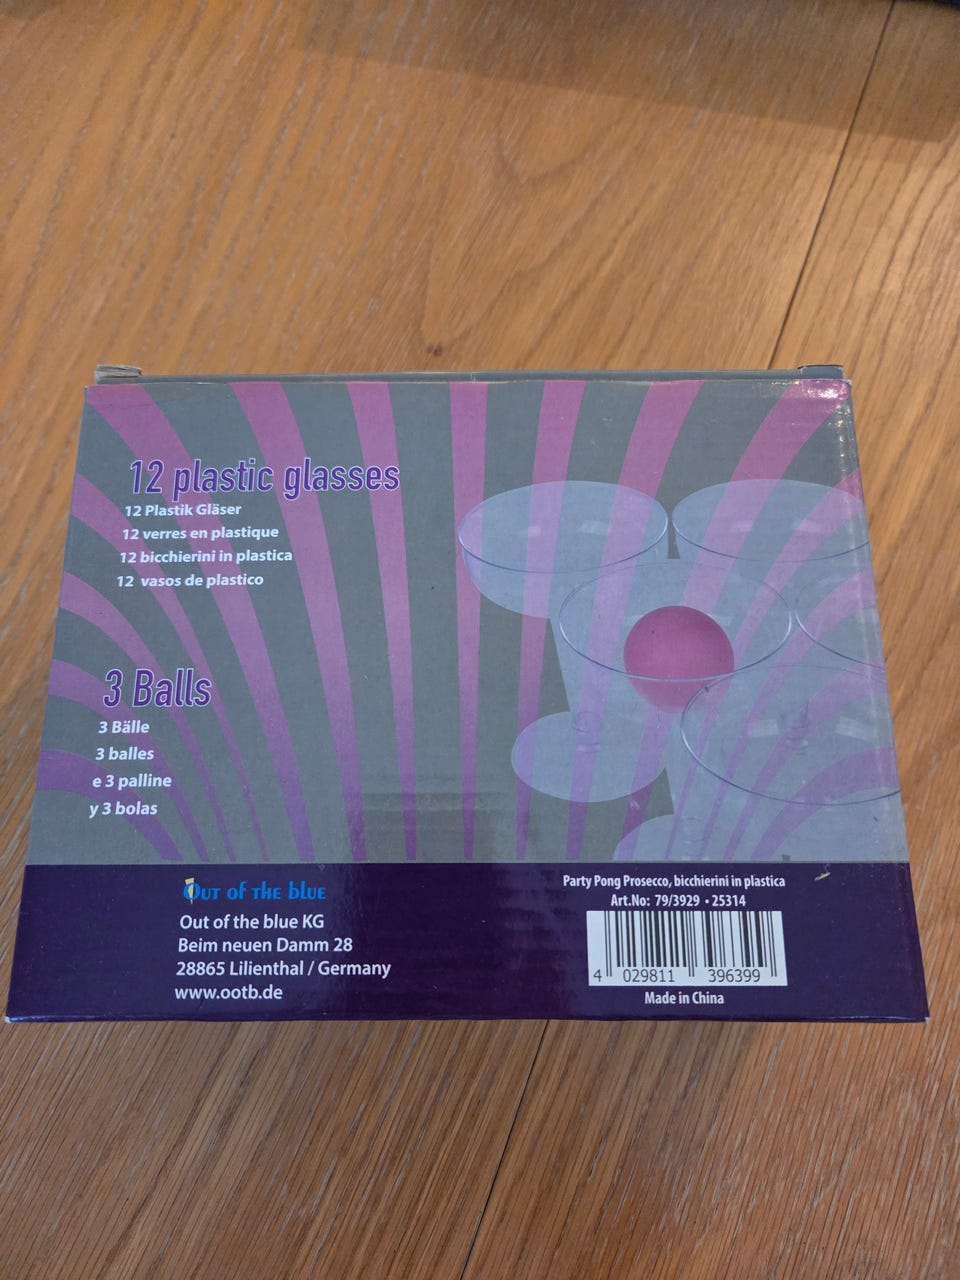 12 plastic glasses
12 Plastik Gläser
12 verres en plastique
12 bicchierini in plastica
12 vasos de plastico
3 Balls
3 Bälle
3 balles
e 3 palline
y 3 bolas
OUT OF THE BLUE
Out of the blue KG
Beim neuen Damm 28
28865 Lilienthal / Germany
www.ootb.de
Party Pong Prosecco, bicchierini in plastica
Art.No: 79/3929 • 25314
4 029811 396399
Made in China